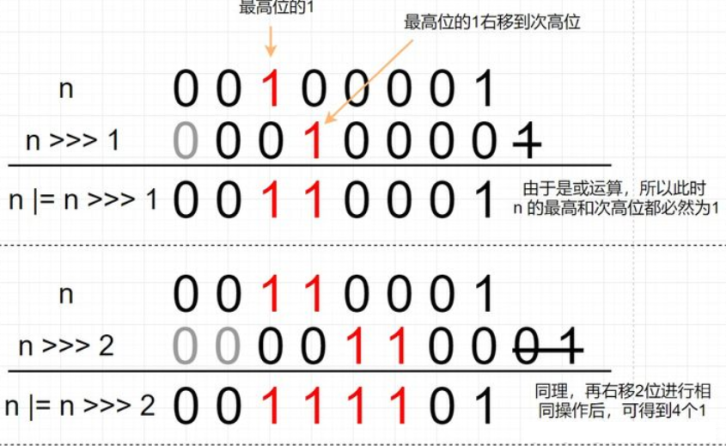 最高位的1
最高位的1右移到次高位
n 0 0 1 0 0 0 0 1
n >>> 1 0 0 0 1 0 0 0 0 1
n |= n >>> 1 0 0 1 1 0 0 0 1
由于是或运算，所以此时
n 的最高和次高位都必然为1
n 0 0 1 1 0 0 0 1
n >>> 2 0 0 0 0 1 1 0 0 0 1
n |= n >>> 2 0 0 1 1 1 1 0 1
同理，再右移2位进行相
同操作后，可得到4个1